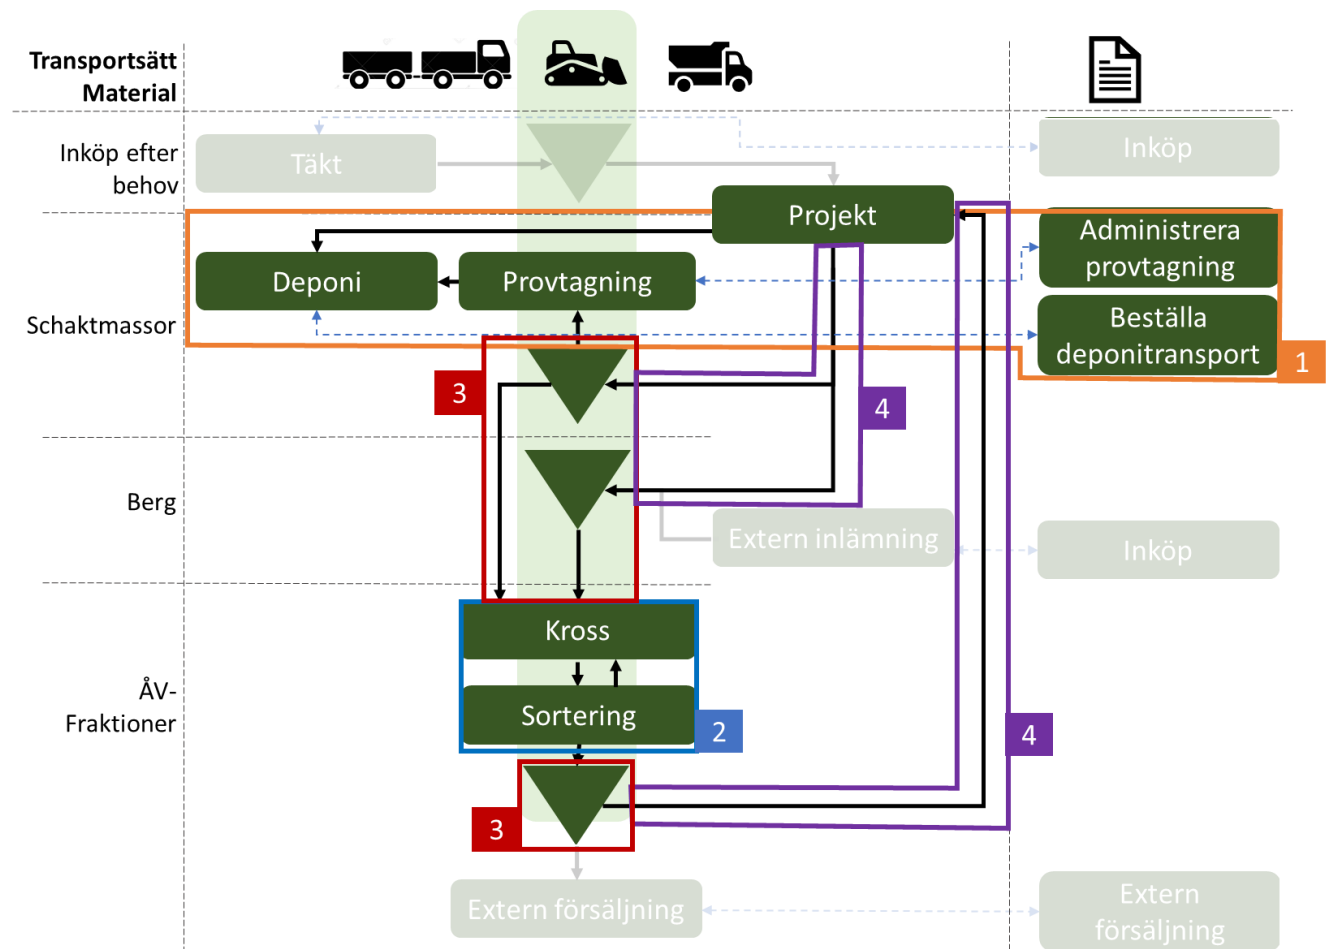 Transportsätt
Material
Inköp efter
behov
Täkt
Inköp
Projekt
Administrera
provtagning
Deponi
Provtagning
Schaktmassor
Beställa
deponitransport
1
3
4
Berg
Extern inlämning
Inköp
Kross
ÅV-
Fraktioner
Sortering
2
4
3
Extern försäljning
Extern
försäljning